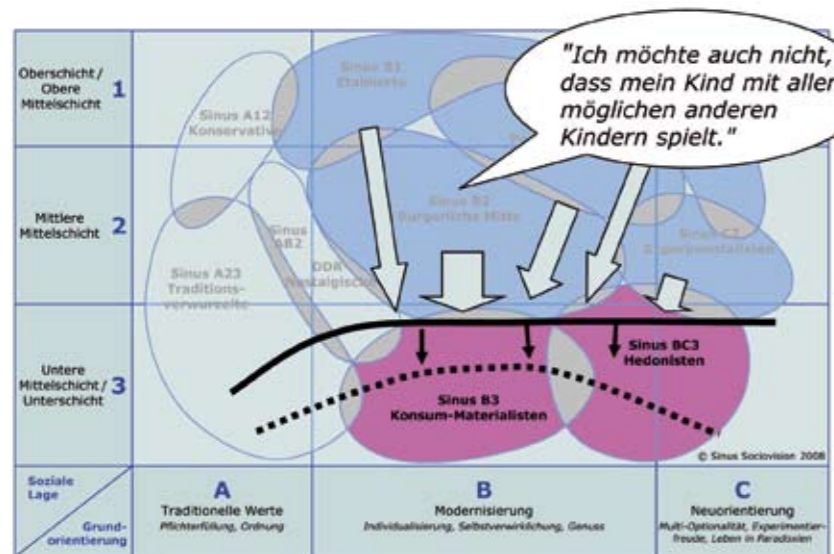 "Ich möchte auch nicht,
dass mein Kind mit allen
möglichen anderen
Kindern spielt."
Oberschicht /
Obere
Mittelschicht
1
Sinus B1
Etablierte
Sinus A12
Konservative
Mittlere
Mittelschicht
2
Sinus B2
Bürgerliche Mitte
Sinus
AB2
DDR
Nostalgische
Sinus C2
Experimentalisten
Sinus A23
Traditions-
verwurzelte
Untere
Mittelschicht /
Unterschicht
3
Sinus BC3
Hedonisten
Sinus B3
Konsum-Materialisten
© Sinus Sociovision 2008
Soziale
Lage
Grund-
orientierung
A
Traditionelle Werte
Pflichterfüllung, Ordnung
B
Modernisierung
Individualisierung, Selbstverwirklichung, Genuss
C
Neuorientierung
Multi-Optionalität, Experimentier-
freude, Leben in Paradoxien